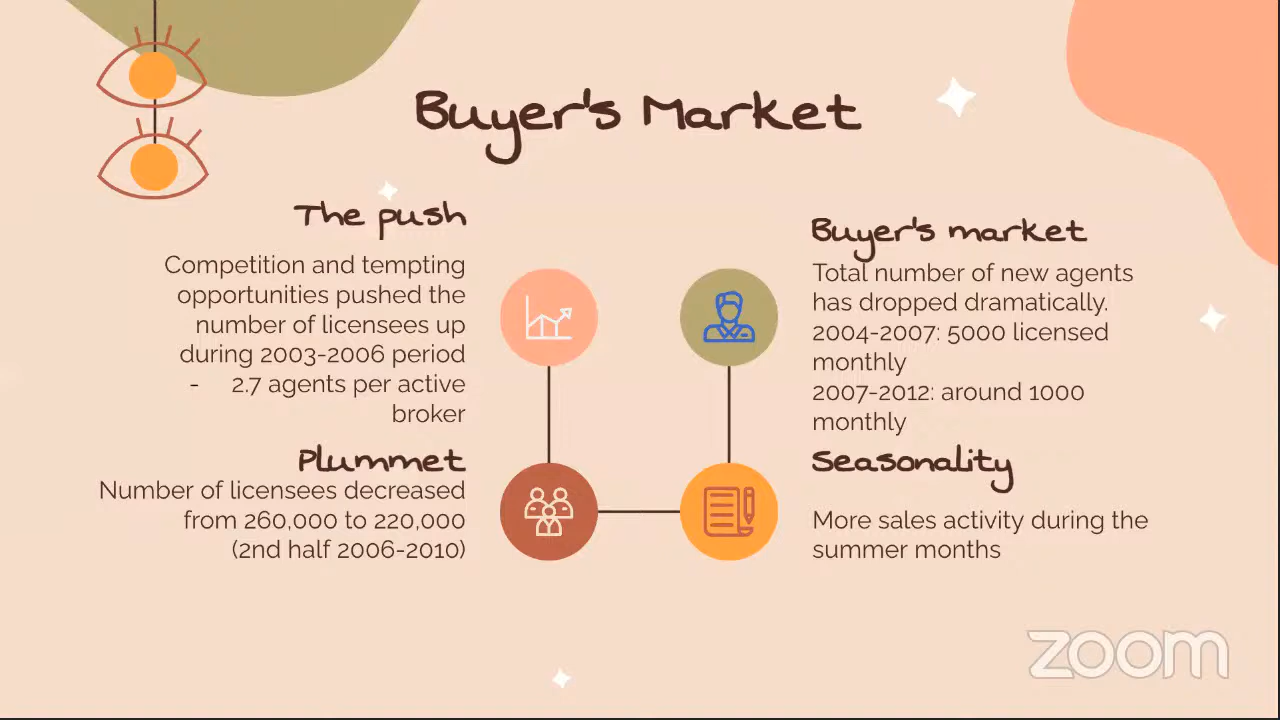 Buyer's Market
The push
Competition and tempting
opportunities pushed the
number of licensees up
during 2003-2006 period
- 2.7 agents per active
broker
Buyer's market
Total number of new agents
has dropped dramatically.
2004-2007: 5000 licensed
monthly
2007-2012: around 1000
monthly
Plummet
Number of licensees decreased
from 260,000 to 220,000
(2nd half 2006-2010)
Seasonality
More sales activity during the
summer months
zoom